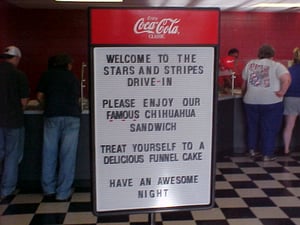 Enjoy
Coca-Cola
CLASSIC
WELCOME TO THE
STARS AND STRIPES
DRIVE-IN
PLEASE ENJOY OUR
FAMOUS CHIHUAHUA
SANDWICH
TREAT YOURSELF TO A
DELICIOUS FUNNEL CAKE
HAVE AN AWESOME
NIGHT